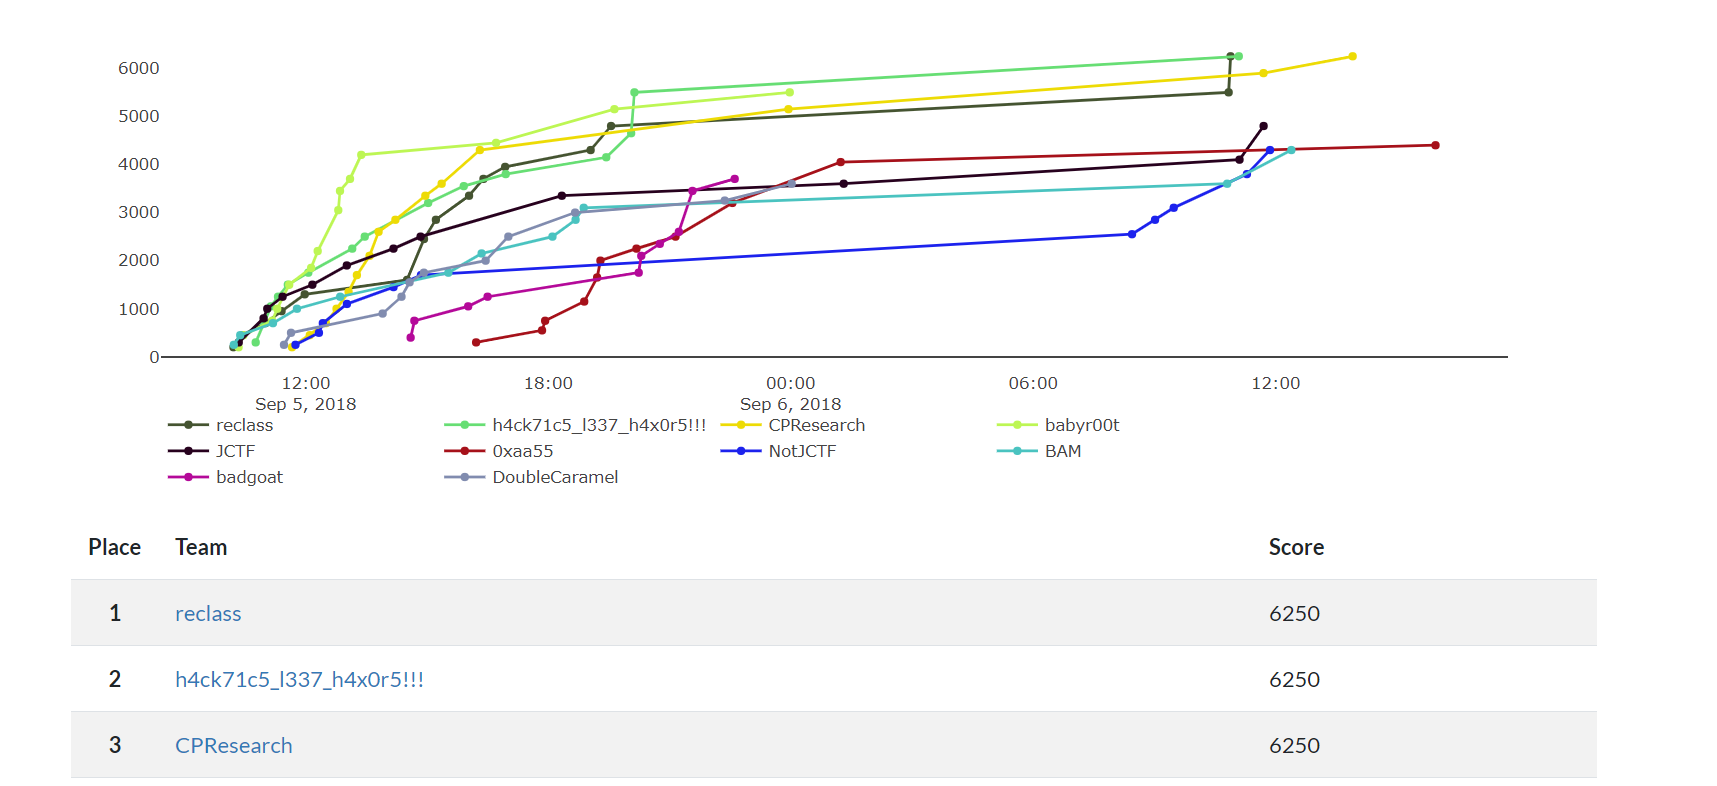 6000
5000
4000
3000
2000
1000
0
12:00 18:00 00:00 06:00 12:00
Sep 5, 2018 Sep 6, 2018
reclass h4ck71c5_l337_h4x0r5!!! CPResearch babyr00t
JCTF 0xaa55 NotJCTF BAM
badgoat DoubleCaramel
Place Team Score
1 reclass 6250
2 h4ck71c5_l337_h4x0r5!!! 6250
3 CPResearch 6250